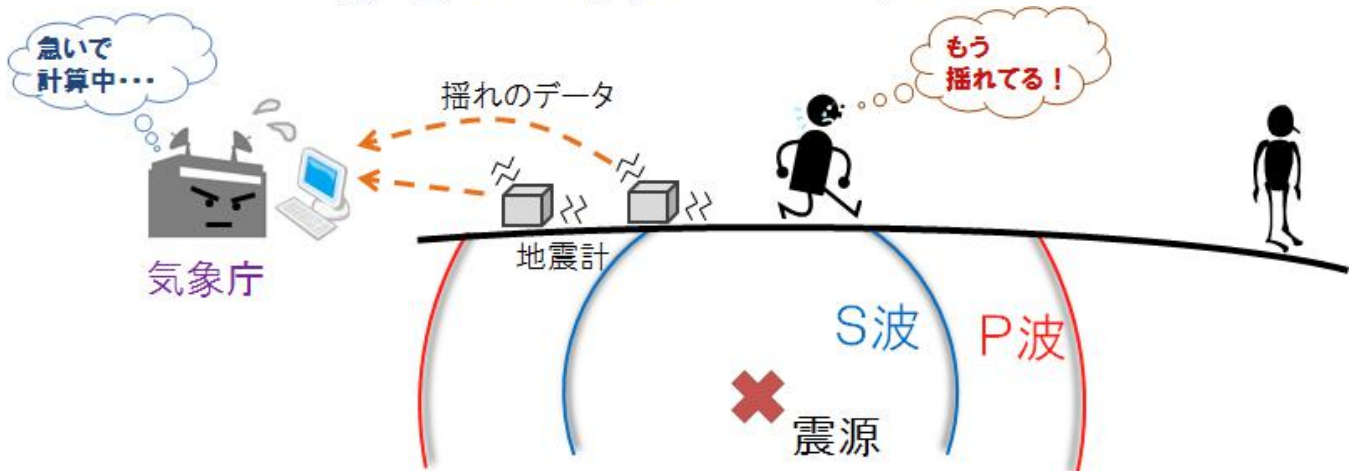 急いで
計算中・・・
揺れのデータ
もう
揺れてる！
地震計
気象庁
S波
P波
震源